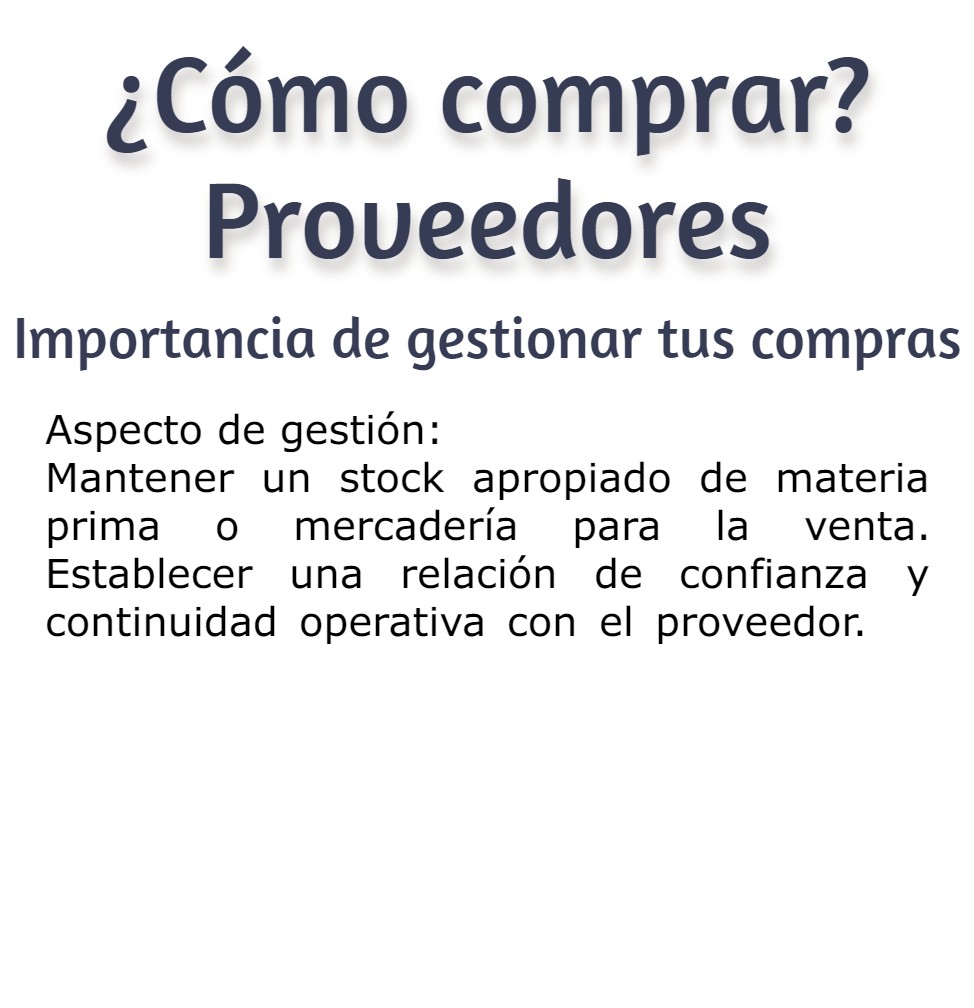 ¿Cómo comprar?
Proveedores
Importancia de gestionar tus compras
Aspecto de gestión:
Mantener un stock apropiado de materia
prima o mercadería para la venta.
Establecer una relación de confianza y
continuidad operativa con el proveedor.